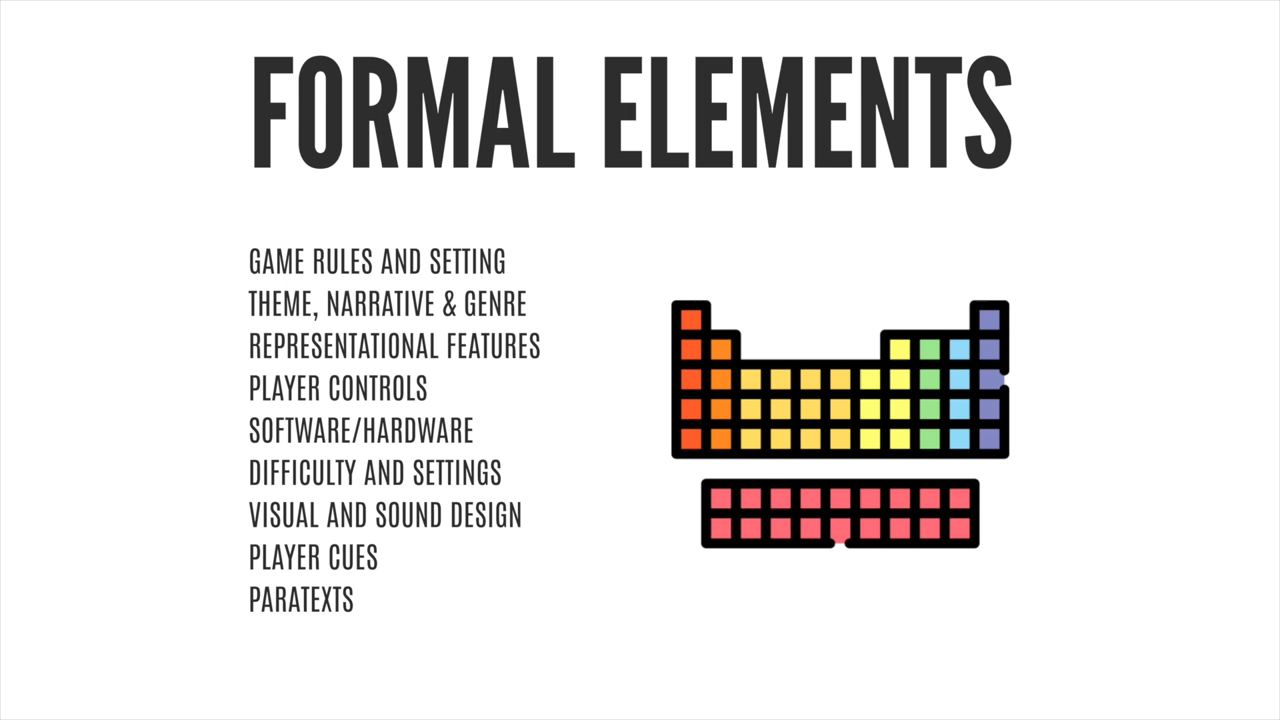 FORMAL ELEMENTS
GAME RULES AND SETTING
THEME, NARRATIVE & GENRE
REPRESENTATIONAL FEATURES
PLAYER CONTROLS
SOFTWARE/HARDWARE
DIFFICULTY AND SETTINGS
VISUAL AND SOUND DESIGN
PLAYER CUES
PARATEXTS